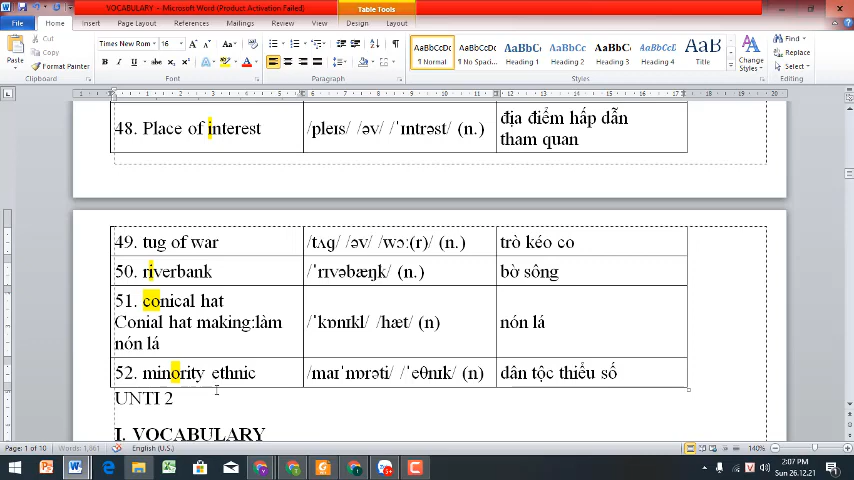 VOCABULARY - Microsoft Word (Product Activation Failed)
Table Tools
File Home Insert Page Layout References Mailings Review View Design Layout
Cut
Copy
Format Painter
Paste
Clipboard
Times New Rom 16
Font
Paragraph
AaBbCcDc AaBbCcDc AaBbC AaBbCc AaBbCc AaBbCc AaB
¶ Normal ¶ No Spaci... Heading 1 Heading 2 Heading 3 Heading 4 Title
Change Styles
Styles
Find
Replace
Select
Editing
48. Place of interest /pleɪs/ /əv/ /ˈɪntrəst/ (n.) địa điểm hấp dẫn
tham quan
49. tug of war /tʌɡ/ /əv/ /wɔː(r)/ (n.) trò kéo co
50. riverbank /ˈrɪvəbæŋk/ (n.) bờ sông
51. conical hat
Conial hat making:làm
nón lá
/ˈkɒnɪkl/ /hæt/ (n) nón lá
52. minority ethnic /maɪˈnɒrəti/ /ˈeθnɪk/ (n) dân tộc thiểu số
UNTI 2
I. VOCABULARY
Page: 1 of 10 Words: 1,861 English (U.S.) 140%
2:07 PM
Sun 26.12.21